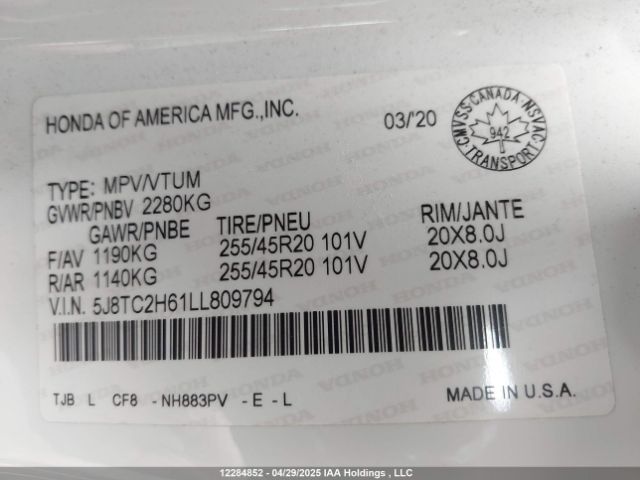 HONDA OF AMERICA MFG.,INC.
03/'20
CMVSS-CANADA-NSVAC
942
TRANSPORT
TYPE: MPV/VTUM
GVWR/PNBV 2280KG
GAWR/PNBE TIRE/PNEU RIM/JANTE
F/AV 1190KG 255/45R20 101V 20X8.0J
R/AR 1140KG 255/45R20 101V 20X8.0J
V.I.N. 5J8TC2H61LL809794
TJB L CF8 - NH883PV - E - L
MADE IN U.S.A.
12284852 - 04/29/2025 IAA Holdings , LLC